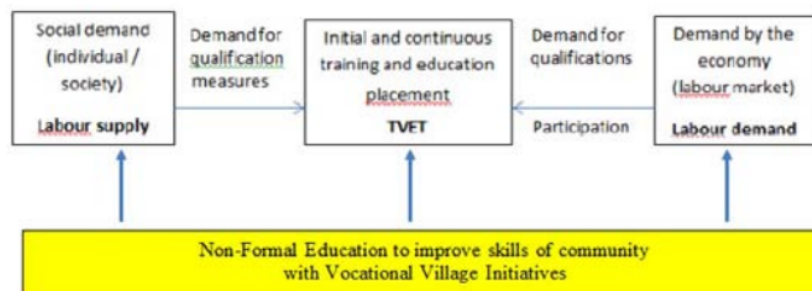 Social demand
(individual /
society)
Labour supply
Demand for
qualification
measures
Initial and continuous
training and education
placement
TVET
Demand for
qualifications
Participation
Demand by the
economy
(labour market)
Labour demand
Non-Formal Education to improve skills of community
with Vocational Village Initiatives